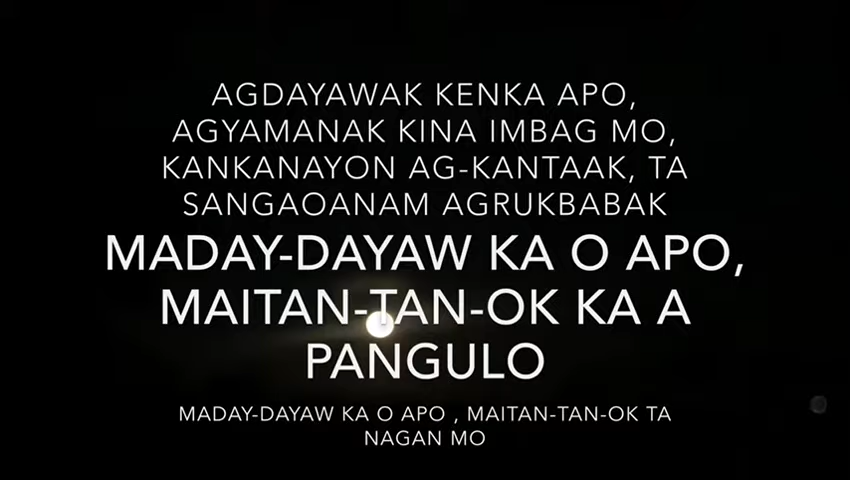 AGDAYAWAK KENKA APO,
AGYAMANAK KINA IMBAG MO,
KANKANAYON AG-KANTAAK, TA
SANGAOANAM AGRUKBABAK
MADAY-DAYAW KA O APO,
MAITAN-TAN-OK KA A
PANGULO
MADAY-DAYAW KA O APO , MAITAN-TAN-OK TA
NAGAN MO